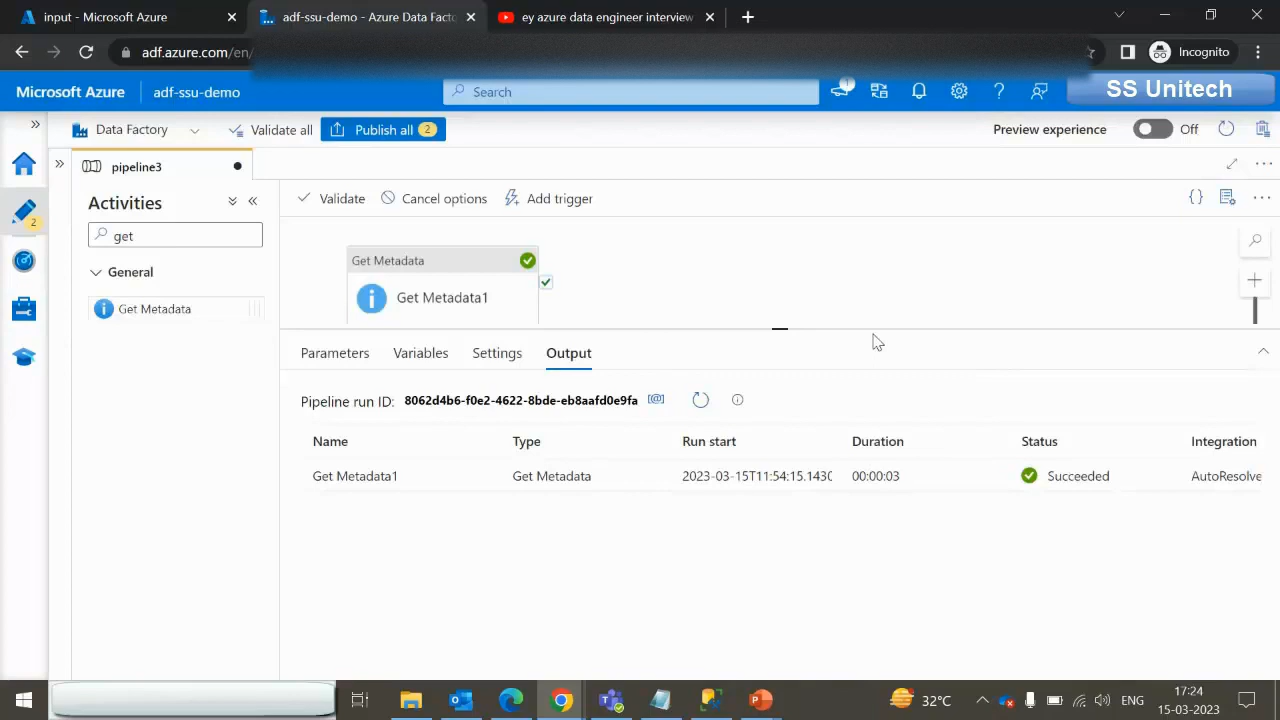 input - Microsoft Azure
adf-ssu-demo - Azure Data Facto
ey azure data engineer interview
adf.azure.com/en/
Incognito
Microsoft Azure
adf-ssu-demo
Search
1
SS Unitech
Data Factory
Validate all
Publish all 2
Preview experience
Off
pipeline3
2
Activities
get
General
Get Metadata
Validate
Cancel options
Add trigger
Get Metadata
Get Metadata1
Parameters
Variables
Settings
Output
Pipeline run ID: 8062d4b6-f0e2-4622-8bde-eb8aafd0e9fa
Name Type Run start Duration Status Integration
Get Metadata1 Get Metadata 2023-03-15T11:54:15.1430 00:00:03 Succeeded AutoResolve
32°C
ENG
17:24
15-03-2023